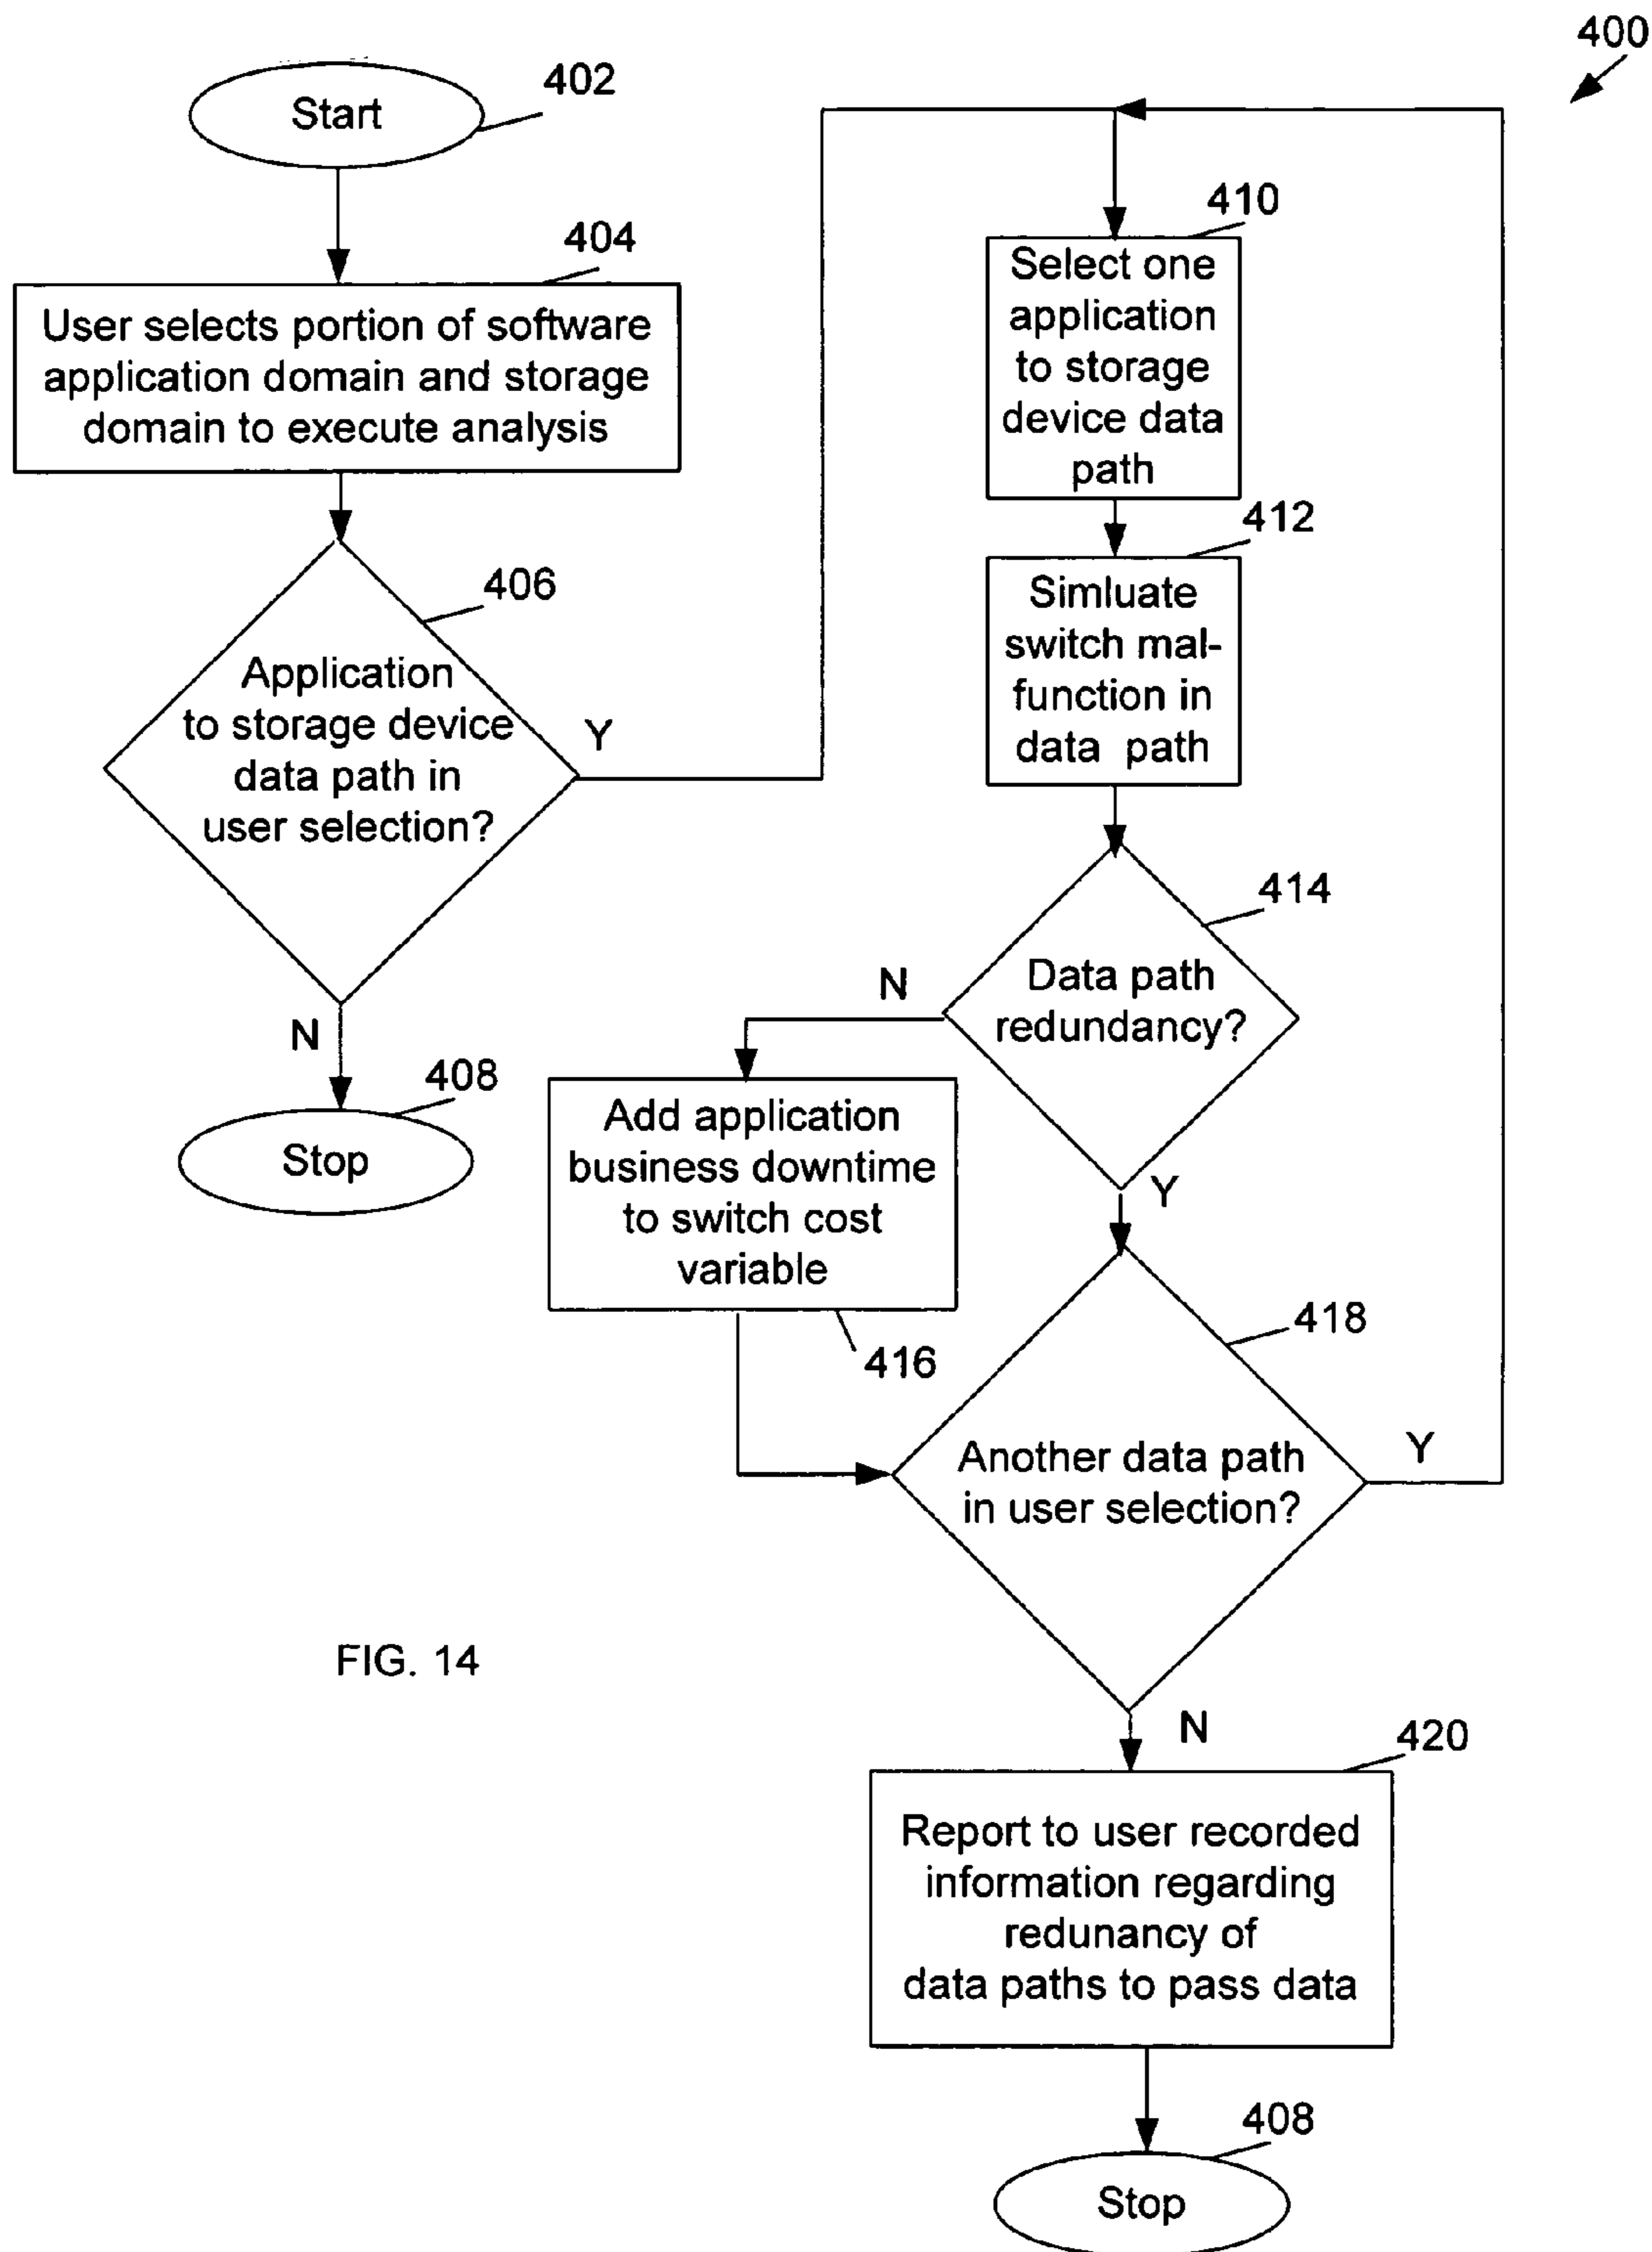 400
402
Start
404
User selects portion of software
application domain and storage
domain to execute analysis
406
Application
to storage device
data path in
user selection?
Y
N
408
Stop
410
Select one
application
to storage
device data
path
412
Simluate
switch mal-
function in
data path
414
Data path
redundancy?
N
Y
Add application
business downtime
to switch cost
variable
416
418
Another data path
in user selection?
Y
N
420
Report to user recorded
information regarding
redunancy of
data paths to pass data
408
Stop
FIG. 14